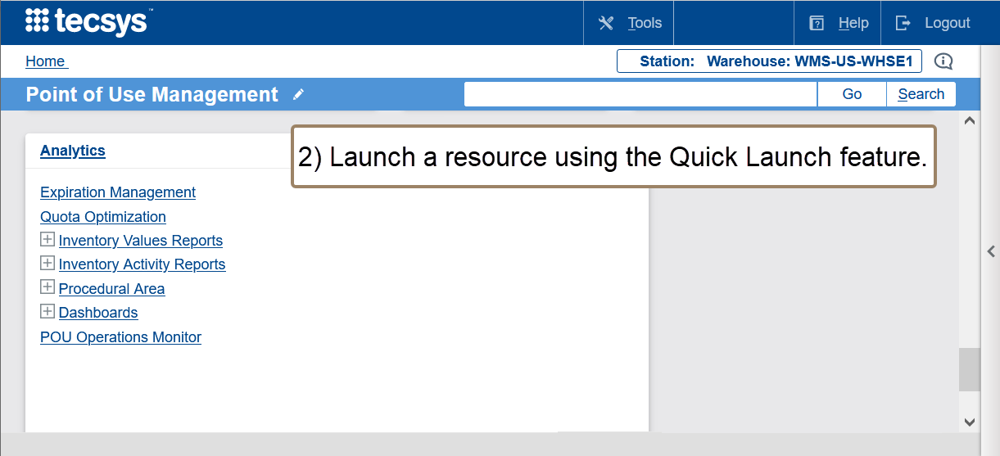 tecsys™
Tools
Help
Logout
Home
Station: Warehouse: WMS-US-WHSE1
Point of Use Management
Go
Search
Analytics
2) Launch a resource using the Quick Launch feature.
Expiration Management
Quota Optimization
Inventory Values Reports
Inventory Activity Reports
Procedural Area
Dashboards
POU Operations Monitor